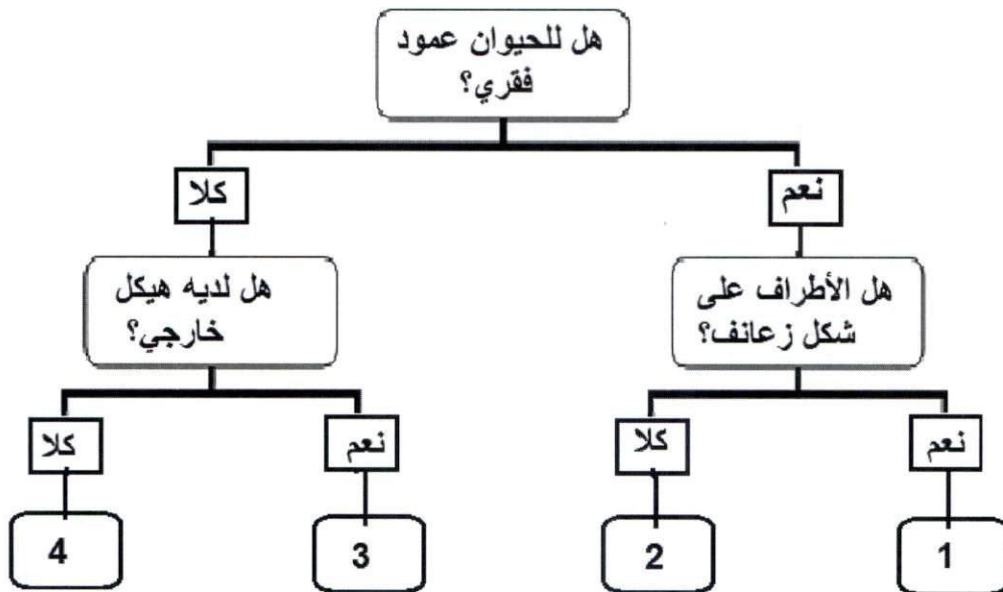 هل للحيوان عمود
فقري؟
نعم
كلا
هل الأطراف على
شكل زعانف؟
هل لديه هيكل
خارجي؟
نعم
كلا
نعم
كلا
1
2
3
4